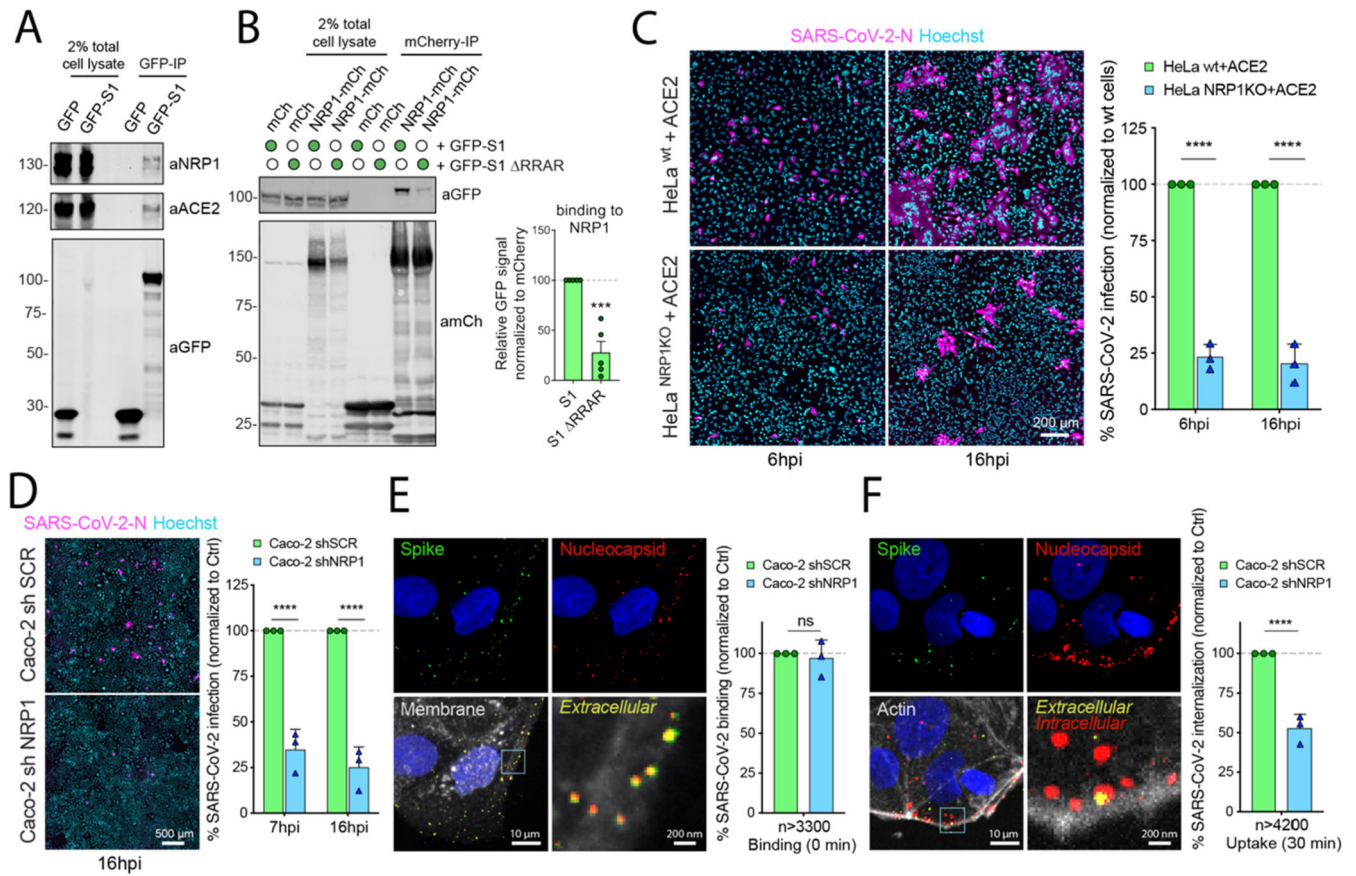 A
2% total
cell lysate
GFP-IP
GFP
GFP-S1
GFP
GFP-S1
130-
aNRP1
120-
aACE2
100-
75-
50-
30-
aGFP
B
2% total
cell lysate
mCherry-IP
mCh
mCh
NRP1-mCh
NRP1-mCh
mCh
mCh
NRP1-mCh
NRP1-mCh
+ GFP-S1
+ GFP-S1 ΔRRAR
100-
aGFP
150-
75-
50-
25-
amCh
binding to
NRP1
Relative GFP signal
normalized to mCherry
150
100
50
0
***
S1
S1 ΔRRAR
C
SARS-CoV-2-N Hoechst
HeLa wt + ACE2
HeLa NRP1KO + ACE2
200 µm
6hpi
16hpi
HeLa wt+ACE2
HeLa NRP1KO+ACE2
% SARS-CoV-2 infection (normalized to wt cells)
125
100
75
50
25
0
****
****
6hpi
16hpi
D
SARS-CoV-2-N Hoechst
Caco-2 sh SCR
Caco-2 sh NRP1
500 µm
16hpi
Caco-2 shSCR
Caco-2 shNRP1
% SARS-CoV-2 infection (normalized to Ctrl)
125
100
75
50
25
0
****
****
7hpi
16hpi
E
Spike
Nucleocapsid
Membrane
Extracellular
10 µm
200 nm
Caco-2 shSCR
Caco-2 shNRP1
% SARS-CoV-2 binding (normalized to Ctrl)
125
100
75
50
25
0
ns
n>3300
Binding (0 min)
F
Spike
Nucleocapsid
Actin
Extracellular
Intracellular
10 µm
200 nm
Caco-2 shSCR
Caco-2 shNRP1
% SARS-CoV-2 internalization (normalized to Ctrl)
125
100
75
50
25
0
****
n>4200
Uptake (30 min)